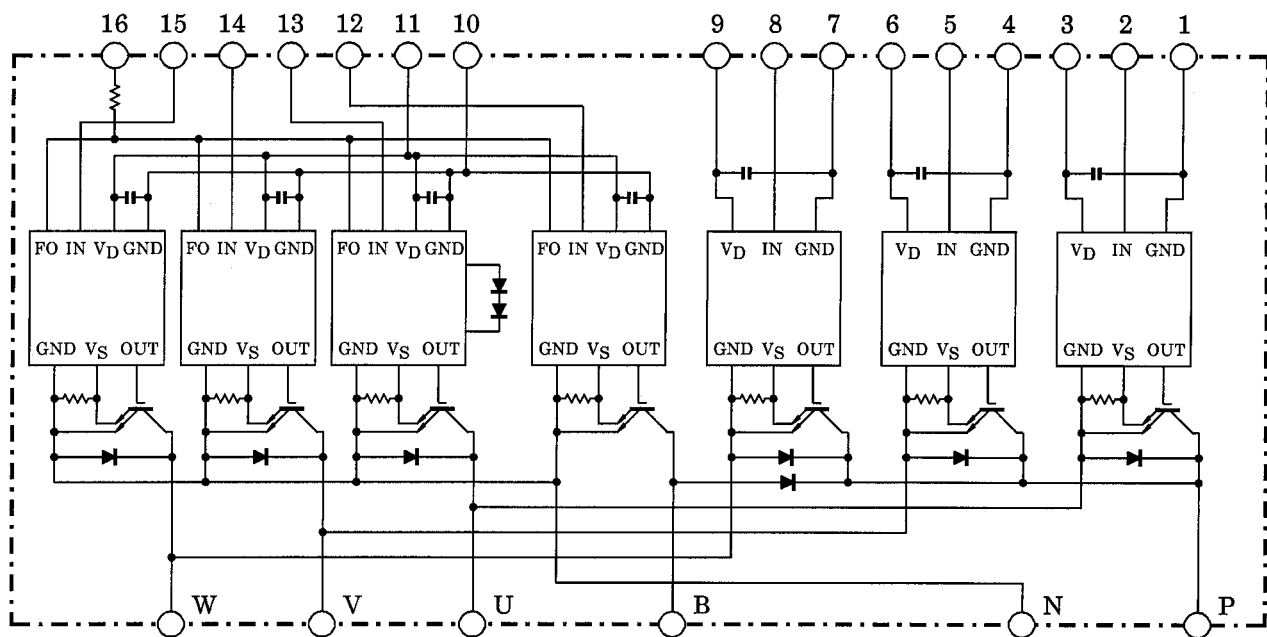 16 15 14 13 12 11 10 9 8 7 6 5 4 3 2 1
FO IN VD GND FO IN VD GND FO IN VD GND FO IN VD GND VD IN GND VD IN GND VD IN GND
GND VS OUT GND VS OUT GND VS OUT GND VS OUT GND VS OUT GND VS OUT GND VS OUT
W V U B N P